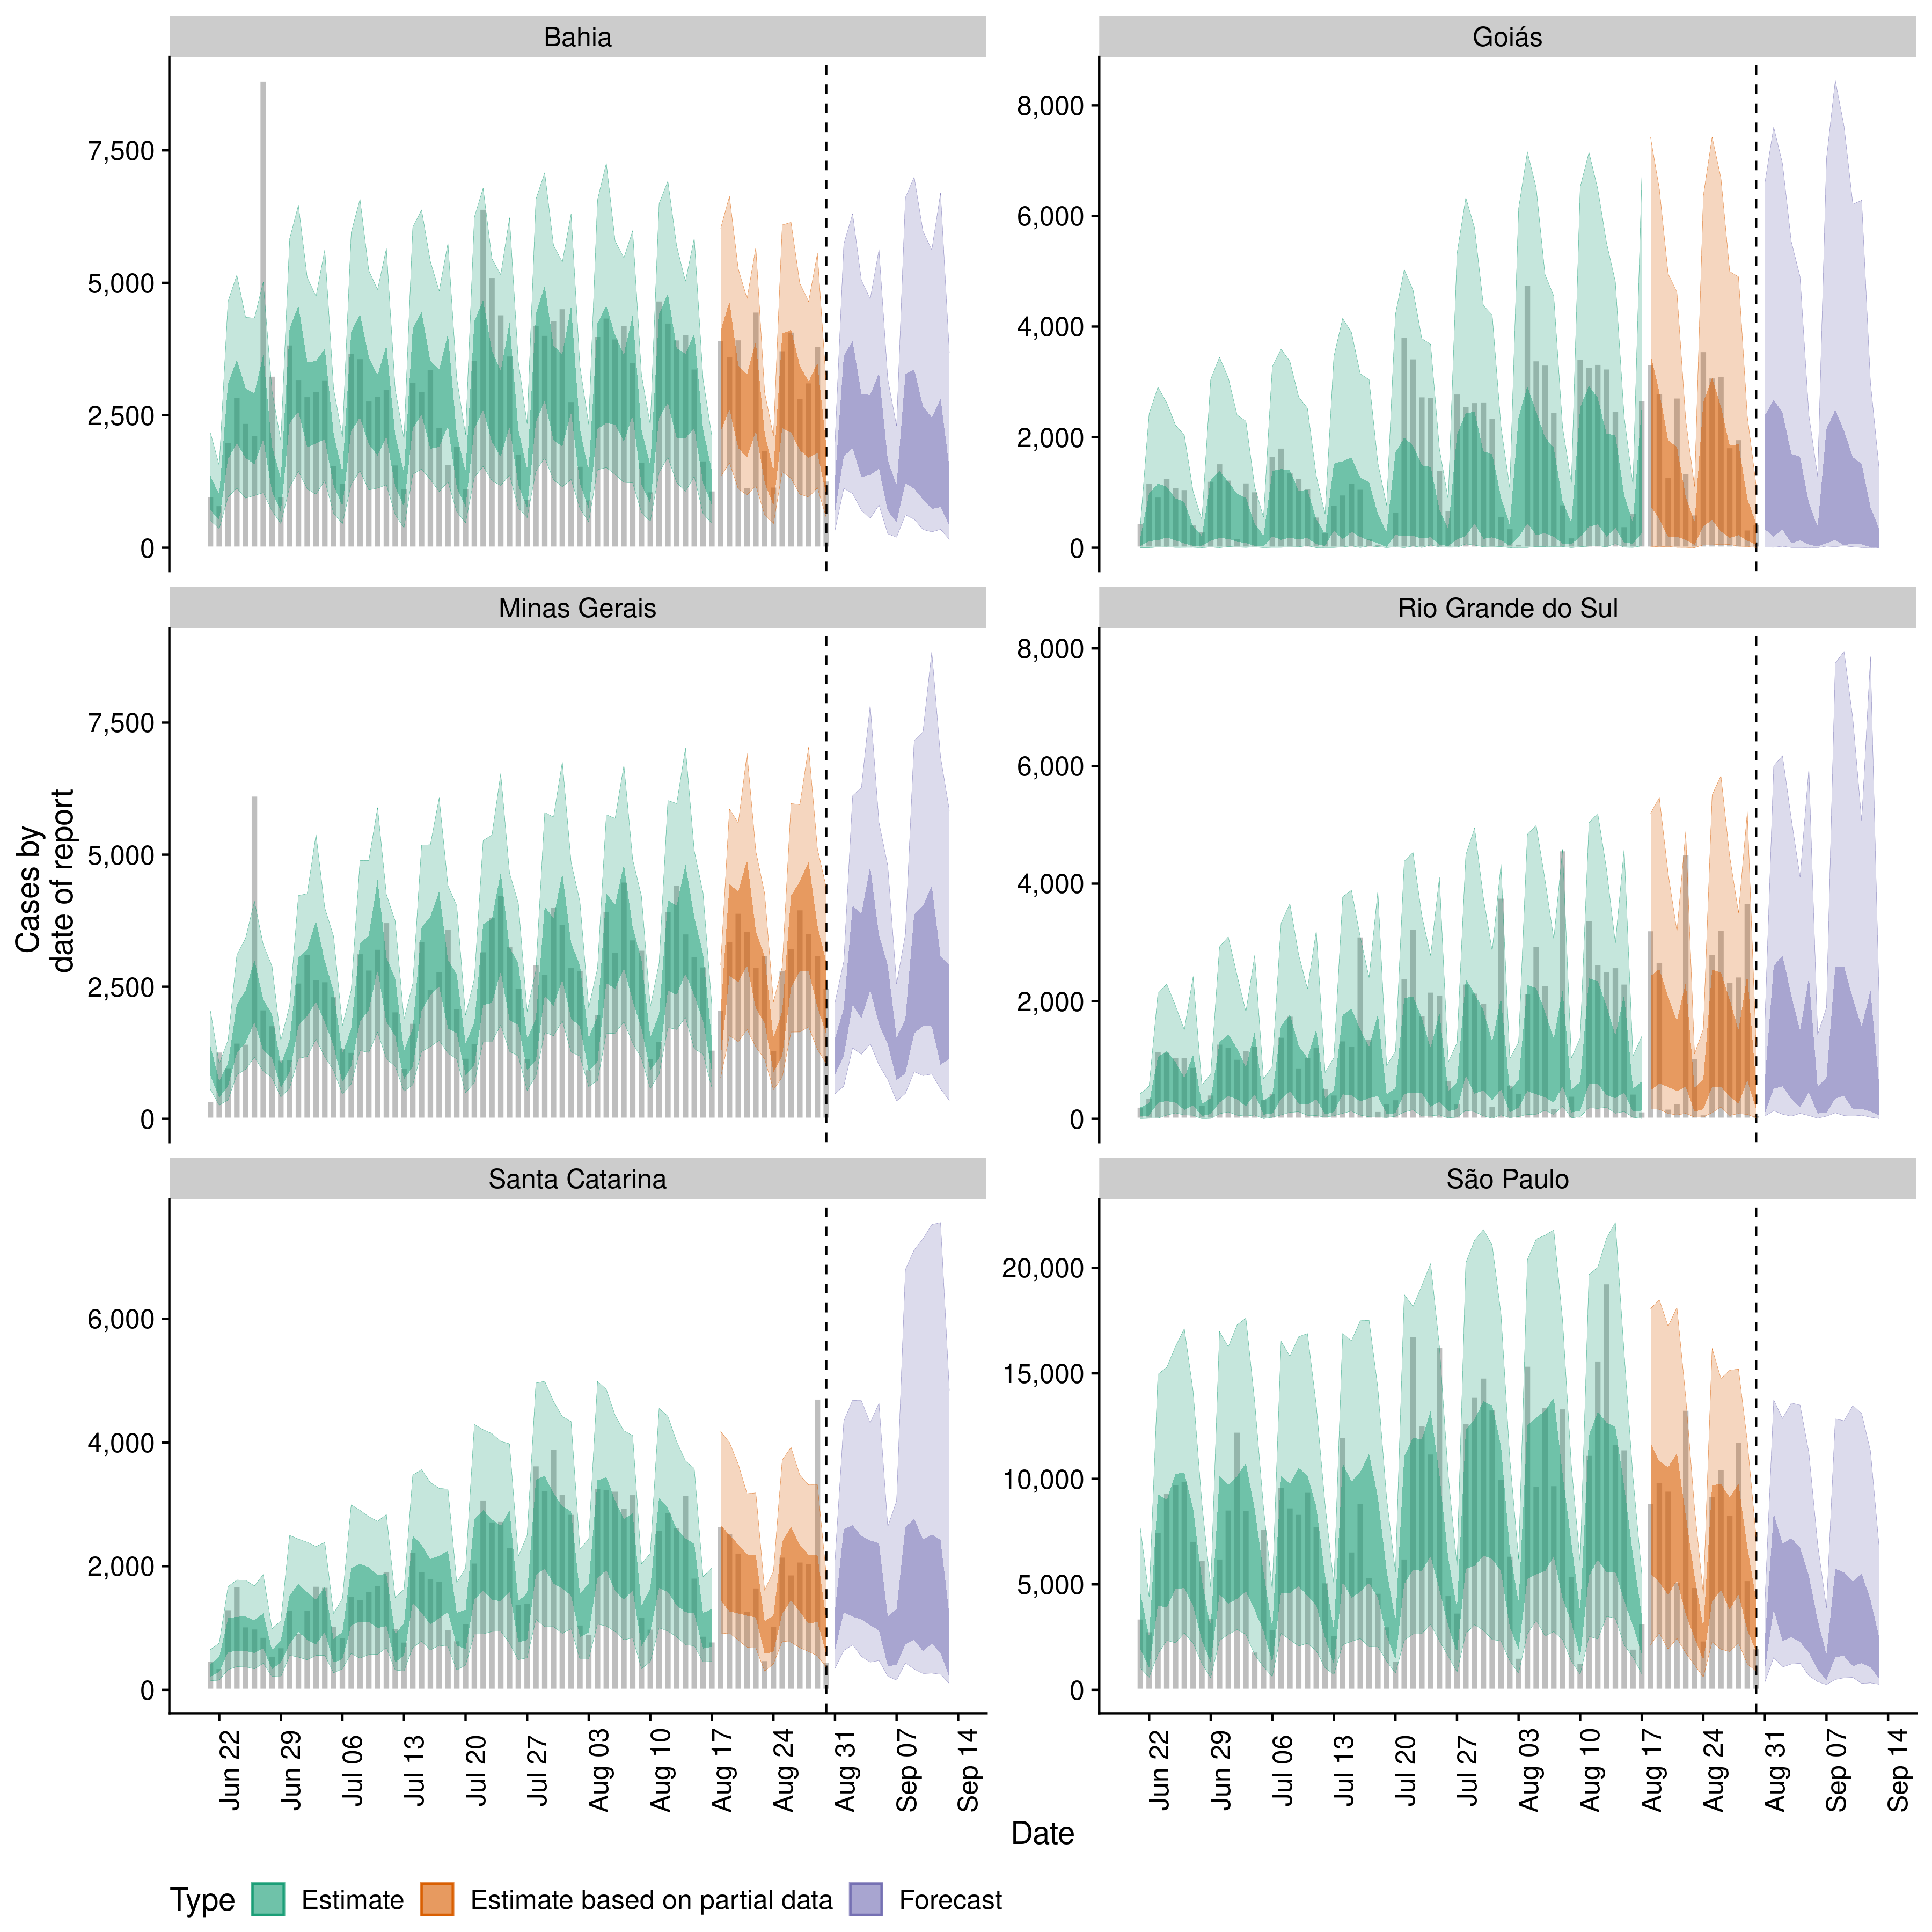 Bahia
Goiás
7,500
5,000
2,500
0
8,000
6,000
4,000
2,000
0
Minas Gerais
Rio Grande do Sul
7,500
5,000
2,500
0
8,000
6,000
4,000
2,000
0
Cases by
date of report
Santa Catarina
São Paulo
6,000
4,000
2,000
0
20,000
15,000
10,000
5,000
0
Jun 22
Jun 29
Jul 06
Jul 13
Jul 20
Jul 27
Aug 03
Aug 10
Aug 17
Aug 24
Aug 31
Sep 07
Sep 14
Jun 22
Jun 29
Jul 06
Jul 13
Jul 20
Jul 27
Aug 03
Aug 10
Aug 17
Aug 24
Aug 31
Sep 07
Sep 14
Date
Type Estimate Estimate based on partial data Forecast